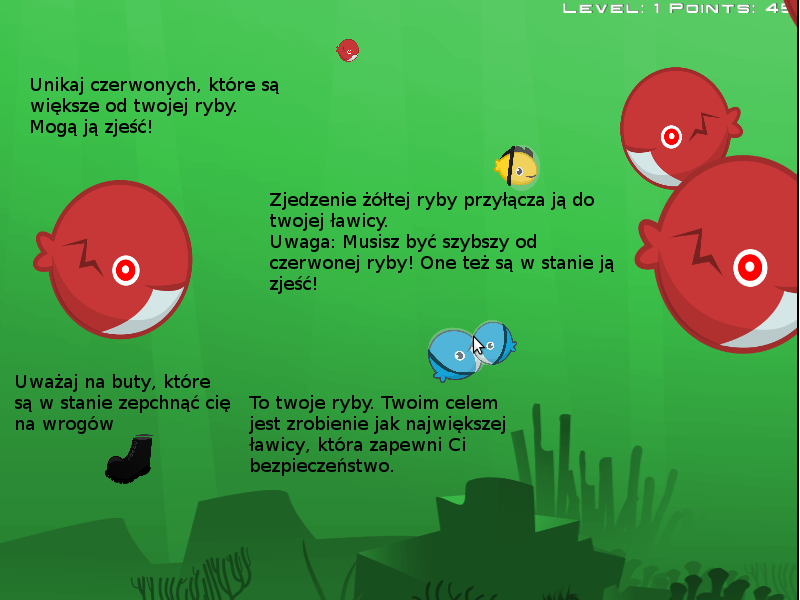 LEVEL: 1 POINTS: 45
Unikaj czerwonych, które są
większe od twojej ryby.
Mogą ją zjeść!
Zjedzenie żółtej ryby przyłącza ją do
twojej ławicy.
Uwaga: Musisz być szybszy od
czerwonej ryby! One też są w stanie ją
zjeść!
Uważaj na buty, które
są w stanie zepchnąć cię
na wrogów
To twoje ryby. Twoim celem
jest zrobienie jak największej
ławicy, która zapewni Ci
bezpieczeństwo.